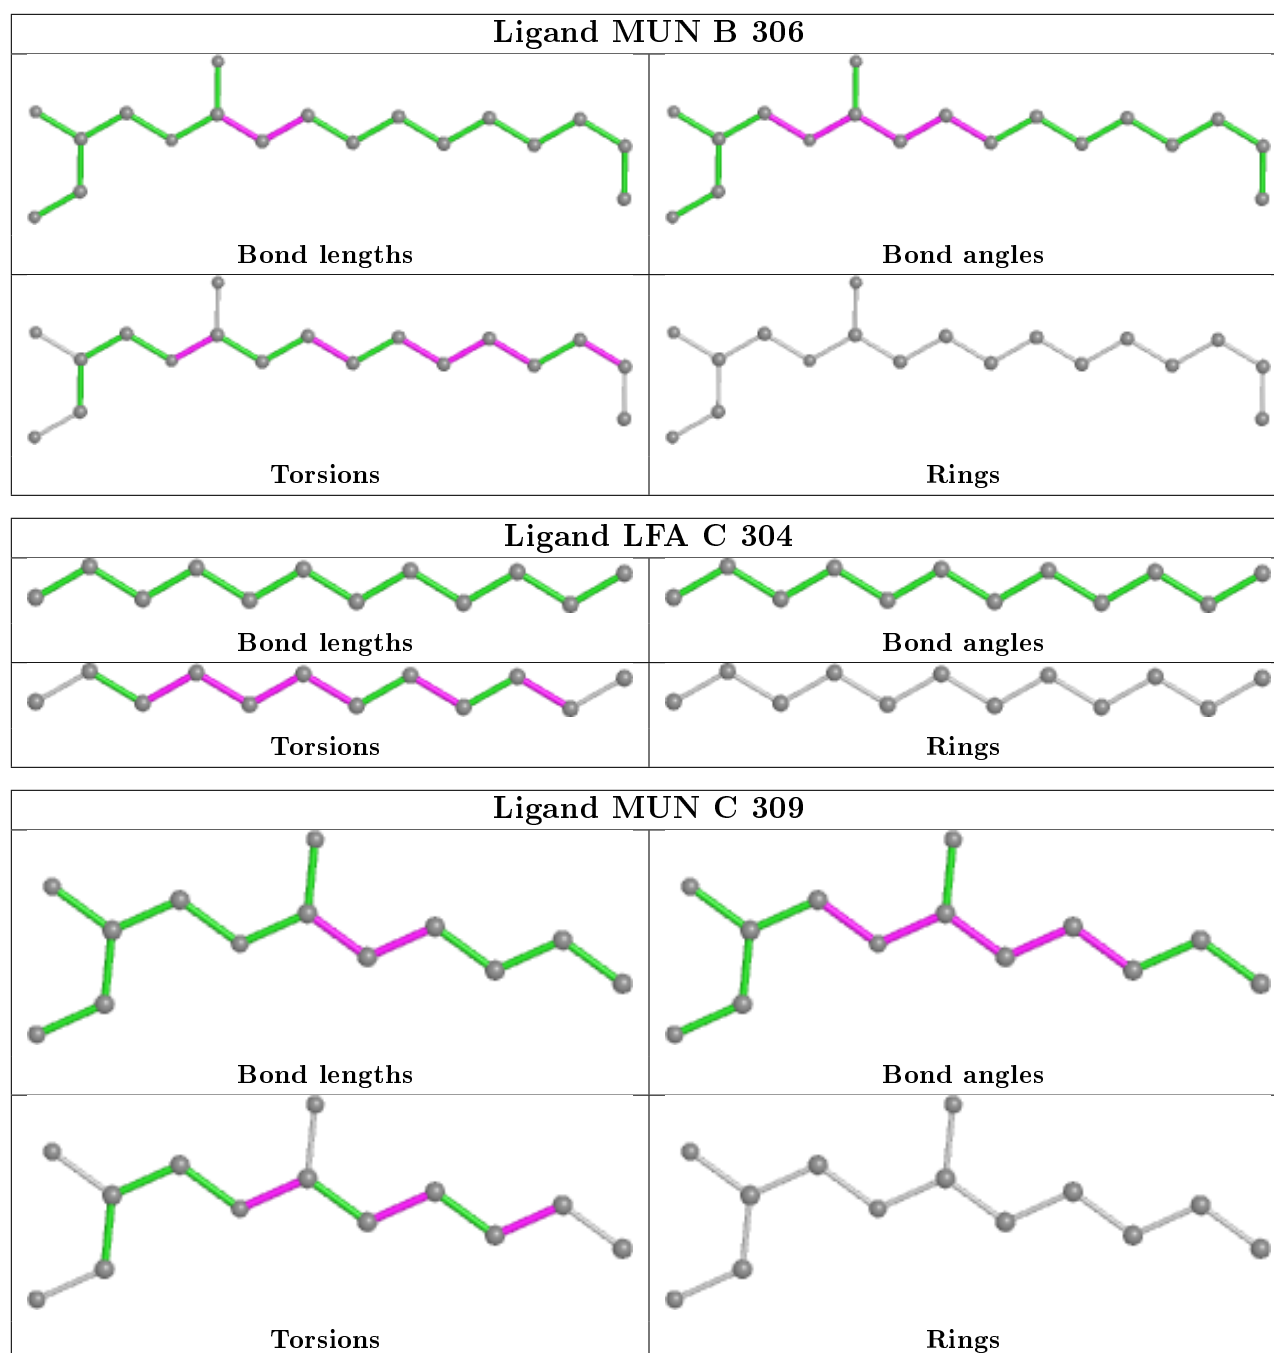 Ligand MUN B 306
Bond lengths
Bond angles
Torsions
Rings
Ligand LFA C 304
Bond lengths
Bond angles
Torsions
Rings
Ligand MUN C 309
Bond lengths
Bond angles
Torsions
Rings